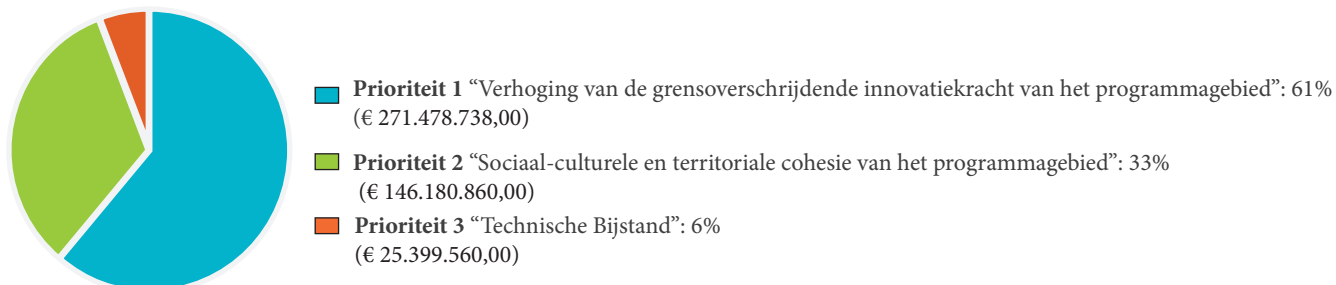 Prioriteit 1 “Verhoging van de grensoverschrijdende innovatiekracht van het programmagebied”: 61%
(€ 271.478.738,00)
Prioriteit 2 “Sociaal-culturele en territoriale cohesie van het programmagebied”: 33%
(€ 146.180.860,00)
Prioriteit 3 “Technische Bijstand”: 6%
(€ 25.399.560,00)